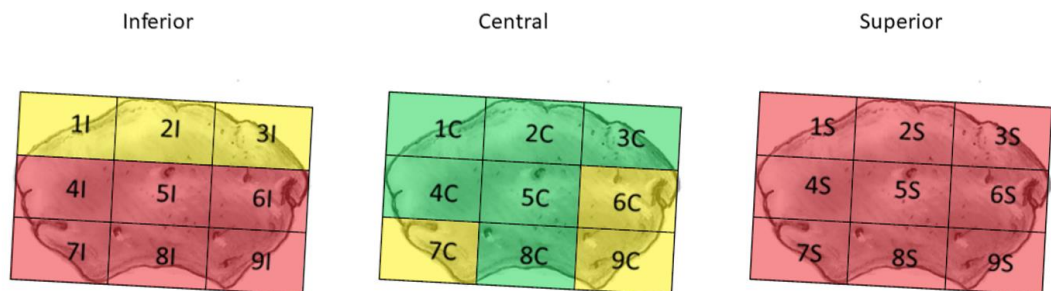 Inferior Central Superior
1I 2I 3I 1C 2C 3C 1S 2S 3S
4I 5I 6I 4C 5C 6C 4S 5S 6S
7I 8I 9I 7C 8C 9C 7S 8S 9S